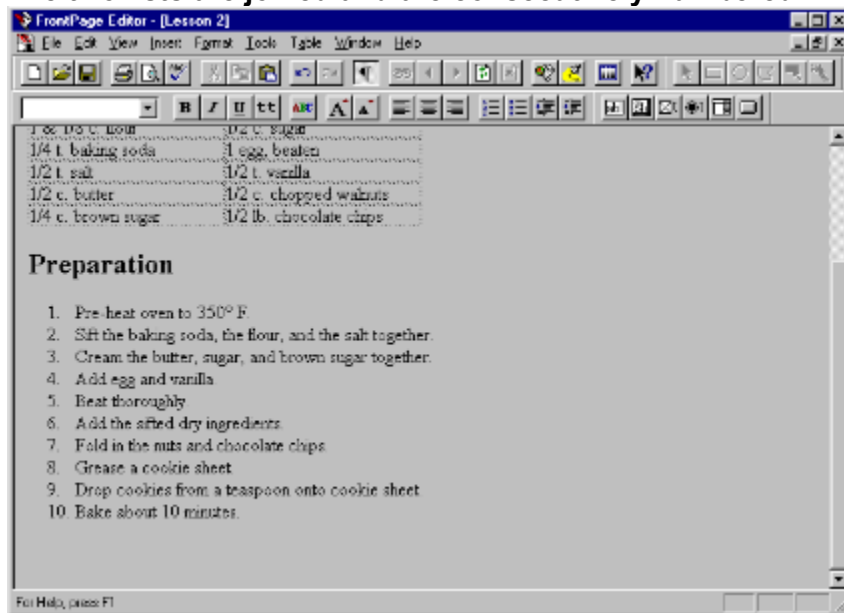 FrontPage Editor - [Lesson 2]
File Edit View Insert Format Tools Table Window Help
B I U tt ABC A A
1/2 c. sugar
1/4 t. baking soda 1 egg, beaten
1/2 t. salt 1/2 t. vanilla
1/2 c. butter 1/2 c. chopped walnuts
1/4 c. brown sugar 1/2 lb. chocolate chips
Preparation
1. Pre-heat oven to 350° F.
2. Sift the baking soda, the flour, and the salt together.
3. Cream the butter, sugar, and brown sugar together.
4. Add egg and vanilla.
5. Beat thoroughly.
6. Add the sifted dry ingredients.
7. Fold in the nuts and chocolate chips
8. Grease a cookie sheet
9. Drop cookies from a teaspoon onto cookie sheet
10. Bake about 10 minutes.
For Help, press F1